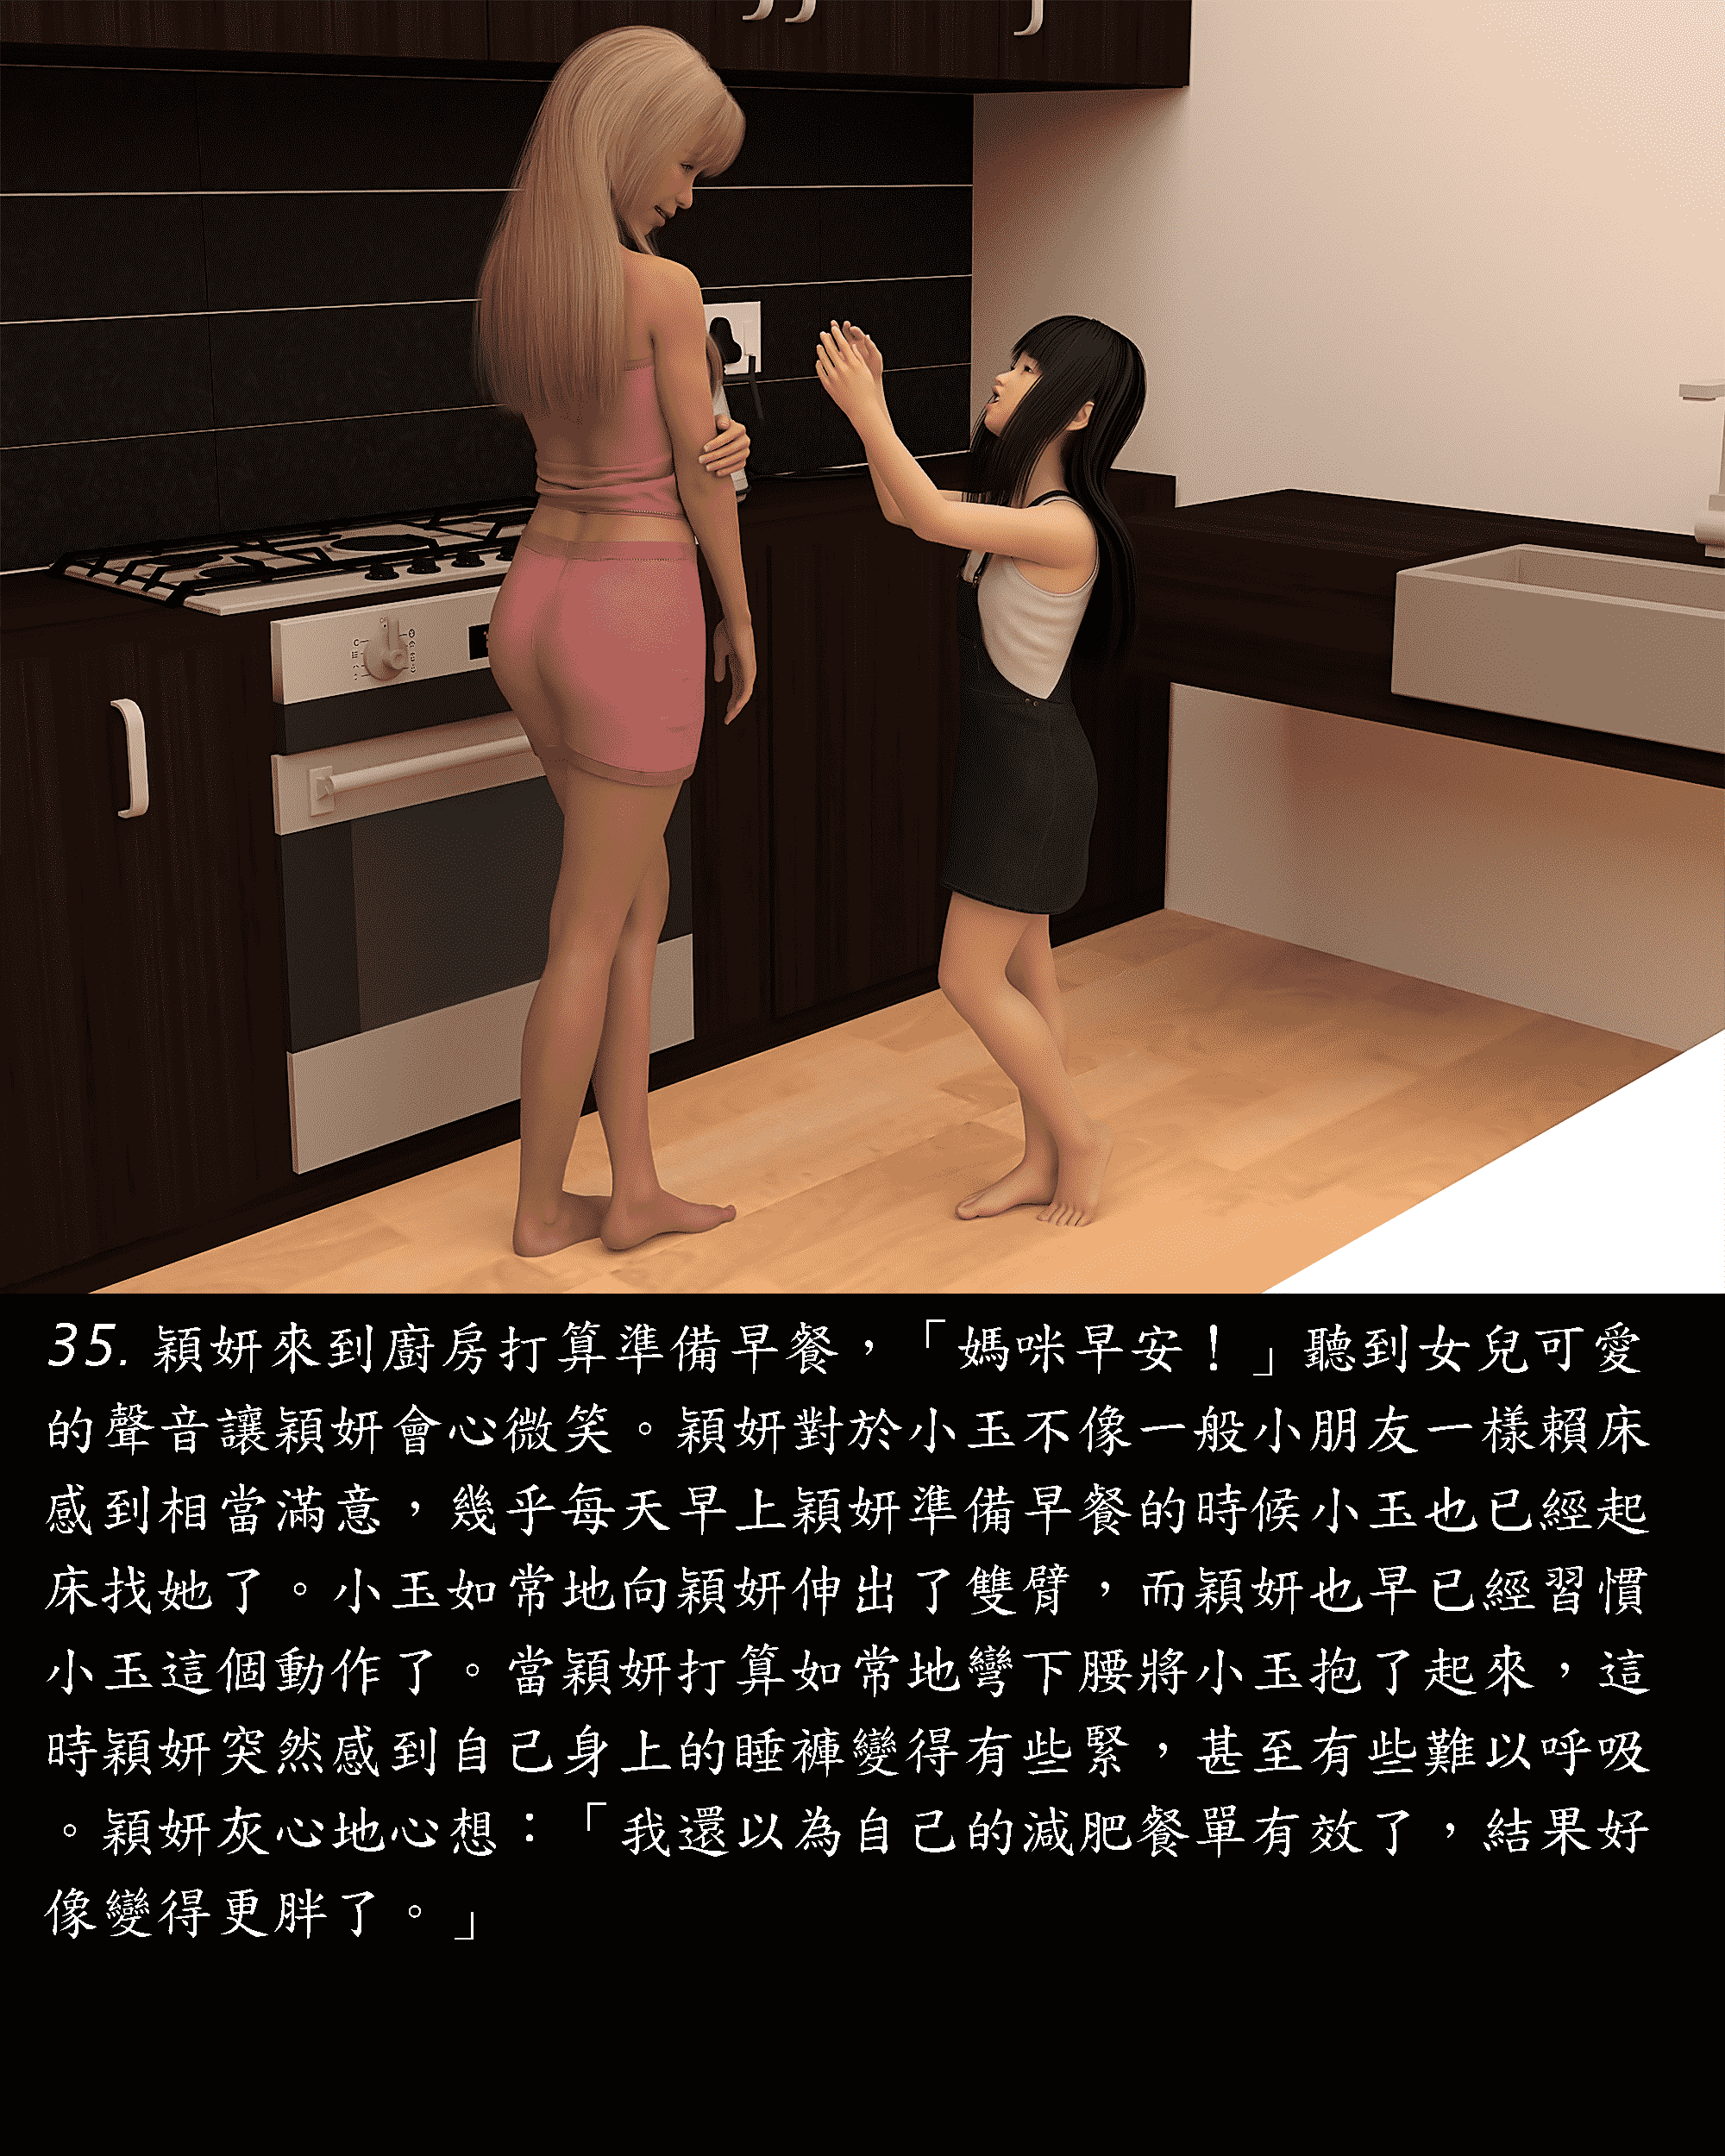 35. 穎妍來到廚房打算準備早餐，「媽咪早安！」聽到女兒可愛
的聲音讓穎妍會心微笑。穎妍對於小玉不像一般小朋友一樣賴床
感到相當滿意，幾乎每天早上穎妍準備早餐的時候小玉也已經起
床找她了。小玉如常地向穎妍伸出了雙臂，而穎妍也早已經習慣
小玉這個動作了。當穎妍打算如常地彎下腰將小玉抱了起來，這
時穎妍突然感到自己身上的睡褲變得有些緊，甚至有些難以呼吸
。穎妍灰心地心想：「我還以為自己的減肥餐單有效了，結果好
像變得更胖了。」